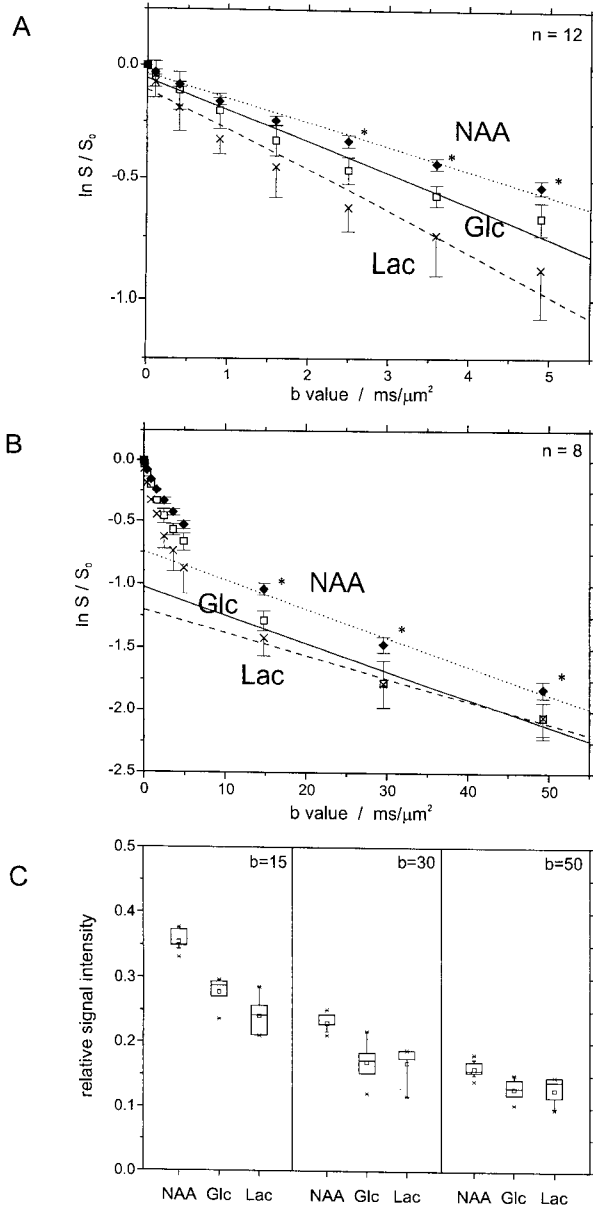 A
n = 12
0.0
-0.5
-1.0
ln S / S₀
NAA
*
*
*
Glc
Lac
0 1 2 3 4 5
b value / ms/μm²
B
n = 8
0.0
-0.5
-1.0
-1.5
-2.0
-2.5
ln S / S₀
NAA
*
*
*
Glc
Lac
0 10 20 30 40 50
b value / ms/μm²
C
b=15 b=30 b=50
0.5
0.4
0.3
0.2
0.1
0.0
relative signal intensity
NAA Glc Lac NAA Glc Lac NAA Glc Lac